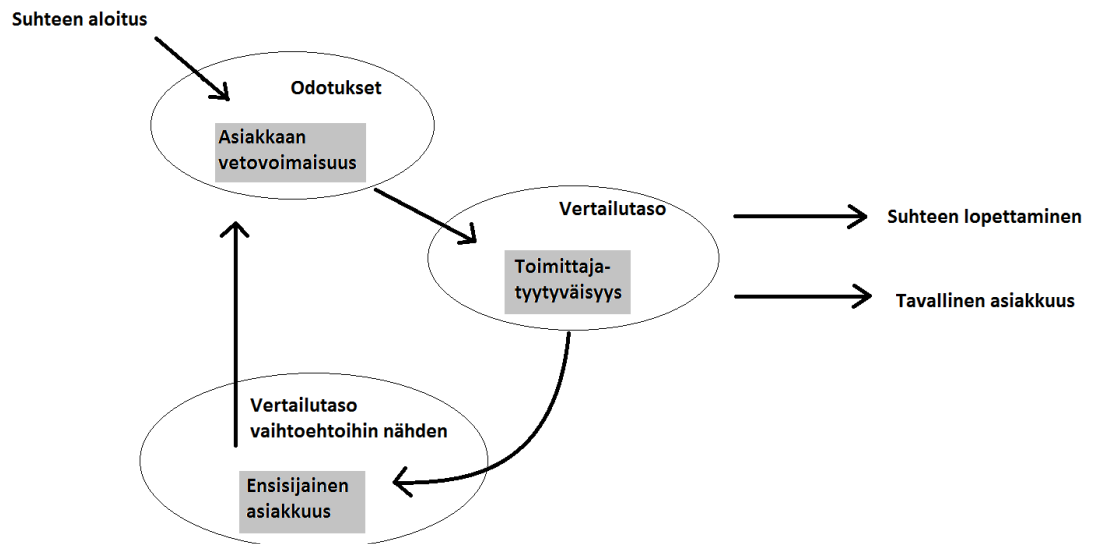 Suhteen aloitus
Odotukset
Asiakkaan
vetovoimaisuus
Vertailutaso
Toimittaja-
tyytyväisyys
Suhteen lopettaminen
Tavallinen asiakkuus
Vertailutaso
vaihtoehtoihin nähden
Ensisijainen
asiakkuus